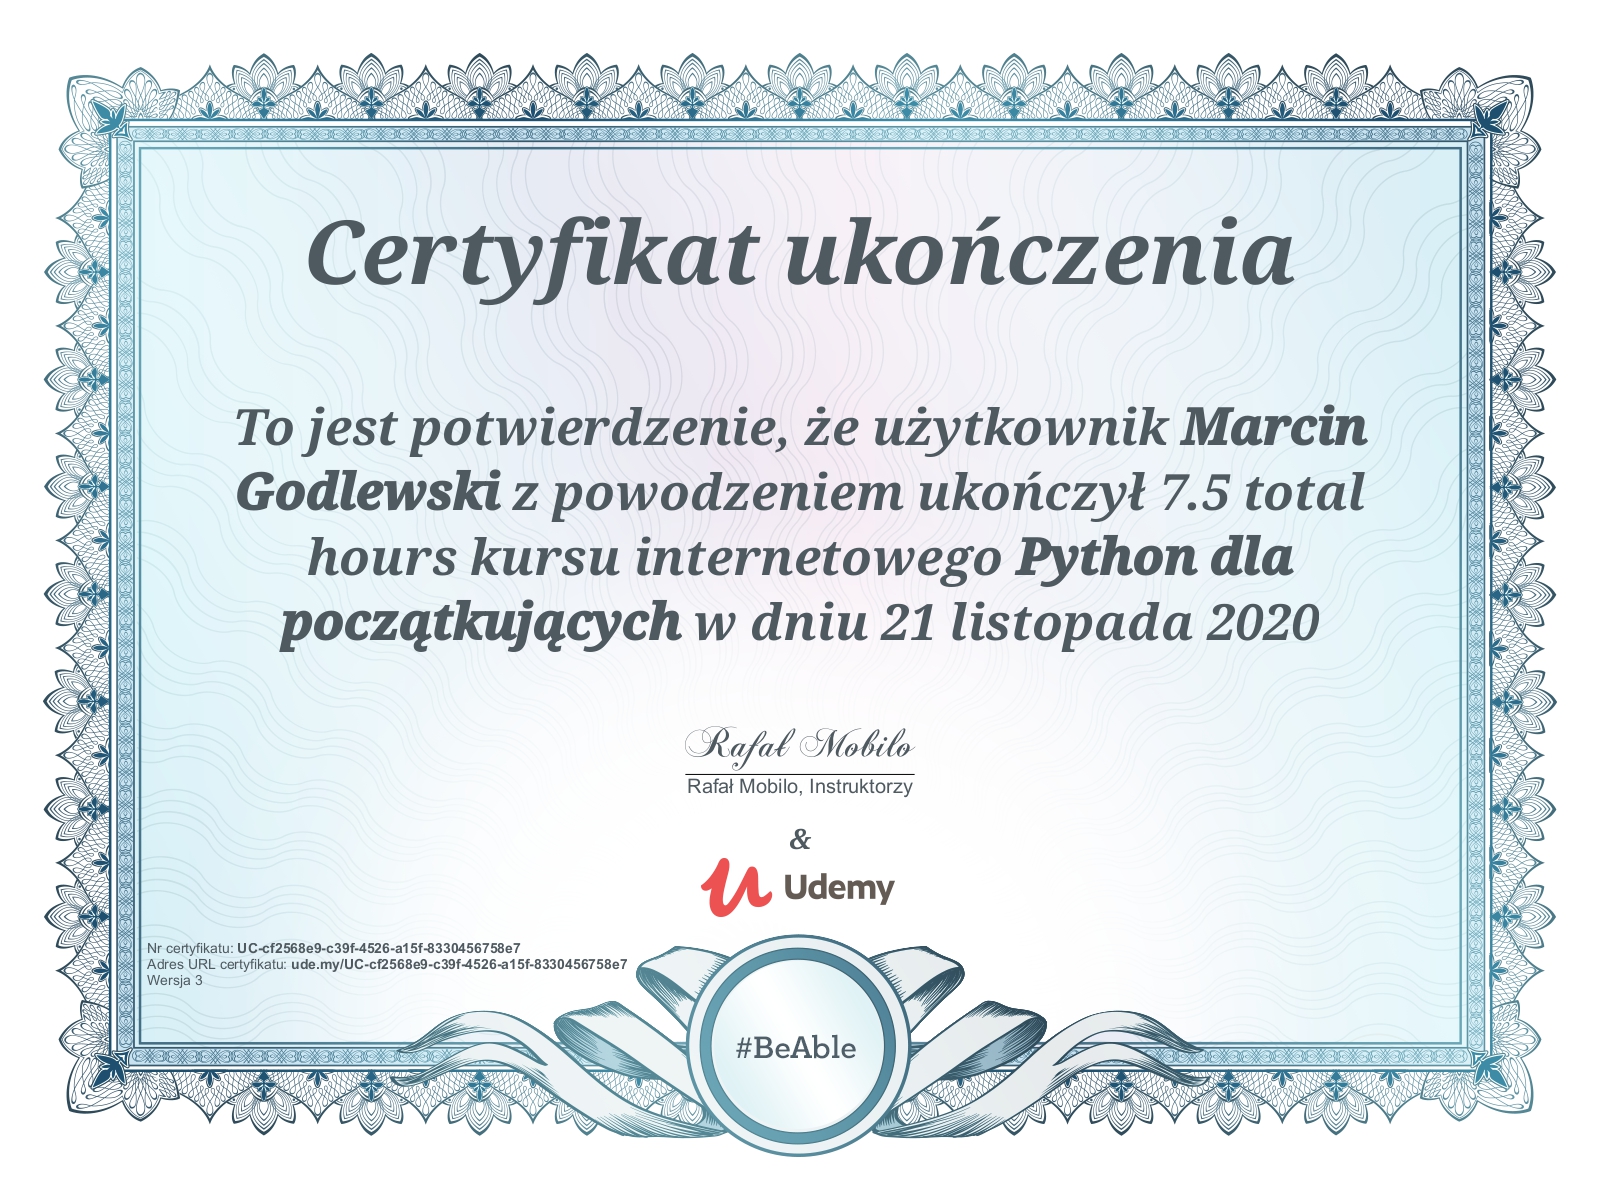 Certyfikat ukończenia
To jest potwierdzenie, że użytkownik Marcin
Godlewski z powodzeniem ukończył 7.5 total
hours kursu internetowego Python dla
początkujących w dniu 21 listopada 2020
Rafał Mobilo
Rafał Mobilo, Instruktorzy
&
Udemy
Nr certyfikatu: UC-cf2568e9-c39f-4526-a15f-8330456758e7
Adres URL certyfikatu: ude.my/UC-cf2568e9-c39f-4526-a15f-8330456758e7
Wersja 3
#BeAble